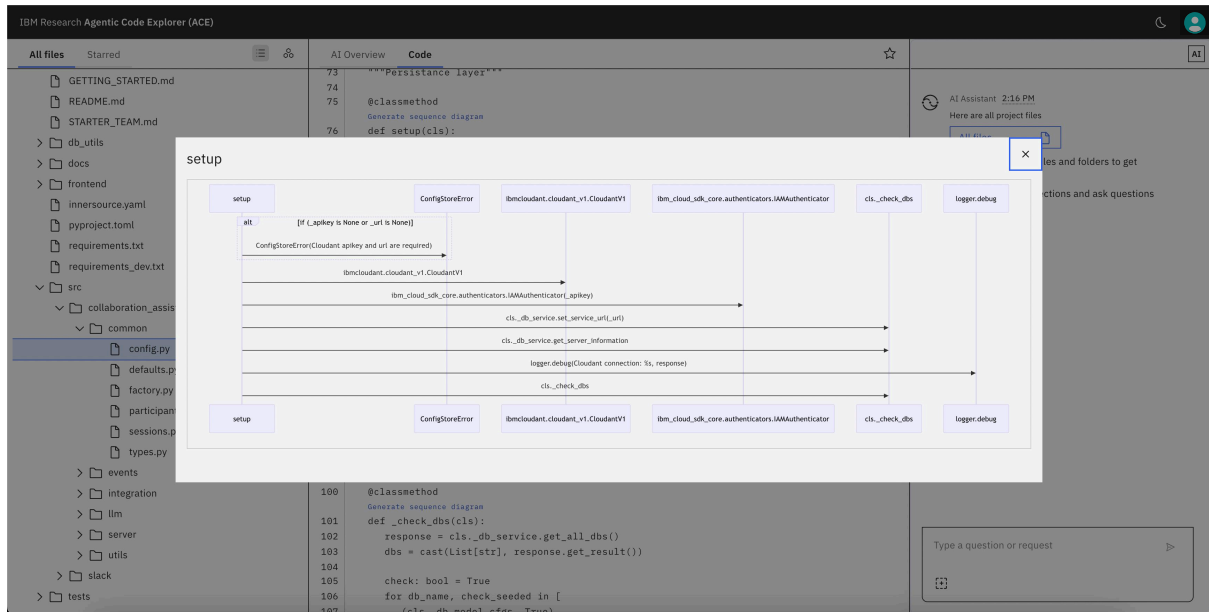 IBM Research Agentic Code Explorer (ACE)
All files
Starred
GETTING_STARTED.md
README.md
STARTER_TEAM.md
db_utils
docs
frontend
innersource.yaml
pyproject.toml
requirements.txt
requirements_dev.txt
src
collaboration_assis
common
config.py
defaults.p
factory.py
participan
sessions.p
types.py
events
integration
llm
server
utils
slack
tests
AI Overview
Code
73 """Persistance layer"""
74
75 @classmethod
Generate sequence diagram
76 def setup(cls):
setup
setup
ConfigStoreError
ibmcloudant.cloudant_v1.CloudantV1
ibm_cloud_sdk_core.authenticators.IAMAuthenticator
cls._check_dbs
logger.debug
alt
[if (_apikey is None or _url is None)]
ConfigStoreError(Cloudant apikey and url are required)
ibmcloudant.cloudant_v1.CloudantV1
ibm_cloud_sdk_core.authenticators.IAMAuthenticator(_apikey)
cls._db_service.set_service_url(_url)
cls._db_service.get_server_information
logger.debug(Cloudant connection: %s, response)
cls._check_dbs
setup
ConfigStoreError
ibmcloudant.cloudant_v1.CloudantV1
ibm_cloud_sdk_core.authenticators.IAMAuthenticator
cls._check_dbs
logger.debug
100 @classmethod
Generate sequence diagram
101 def _check_dbs(cls):
102 response = cls._db_service.get_all_dbs()
103 dbs = cast(List[str], response.get_result())
104
105 check: bool = True
106 for db_name, check_seeded in [
107 (cls._db_model_cfgs, True)
AI
AI Assistant 2:16 PM
Here are all project files
All files
les and folders to get
ctions and ask questions
Type a question or request